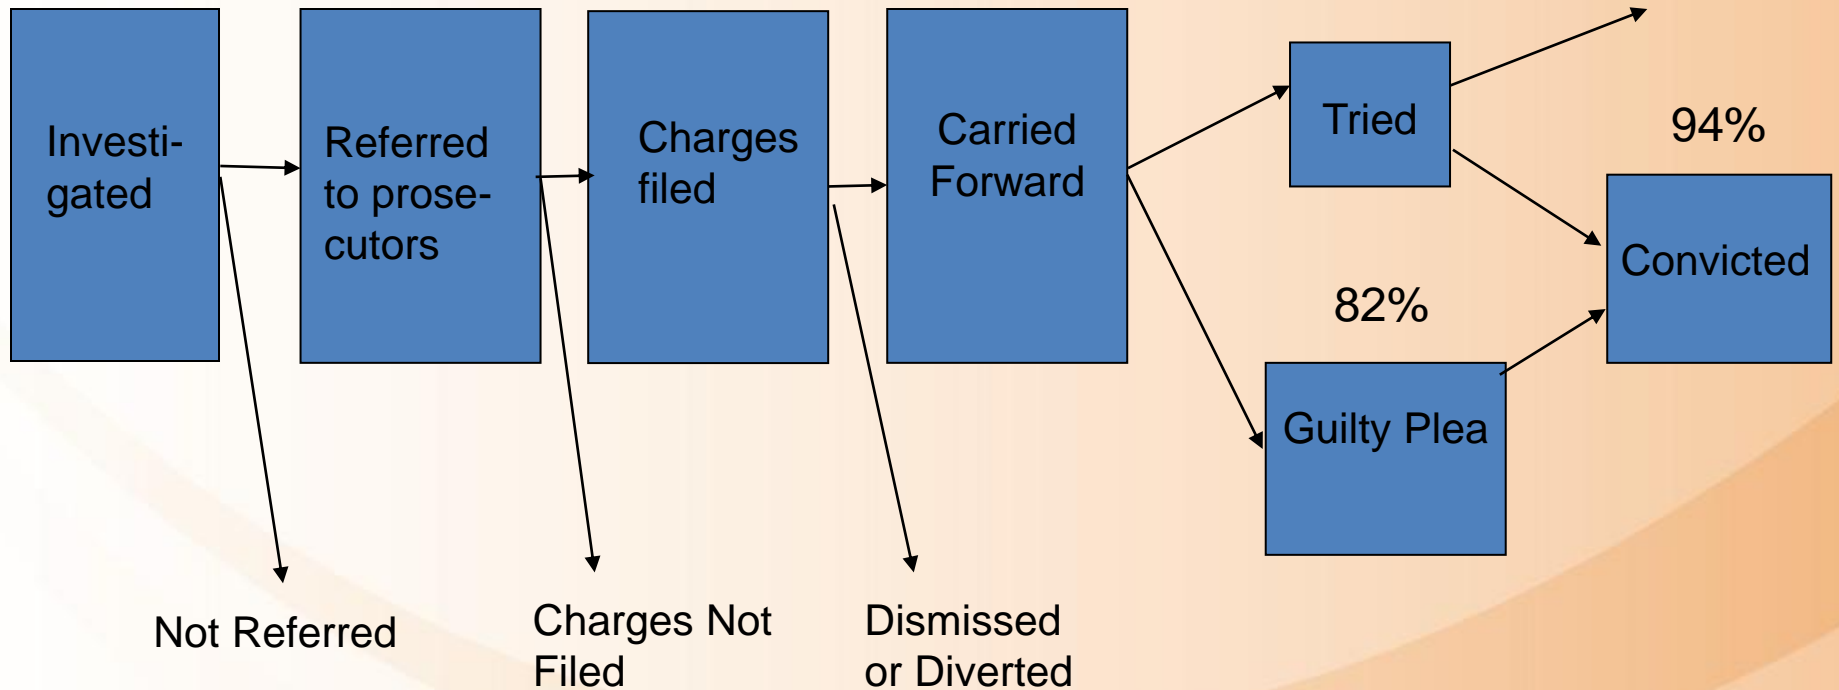 Investi-
gated
Referred
to prose-
cutors
Charges
filed
Carried
Forward
Tried
94%
Convicted
82%
Guilty Plea
Not Referred
Charges Not
Filed
Dismissed
or Diverted